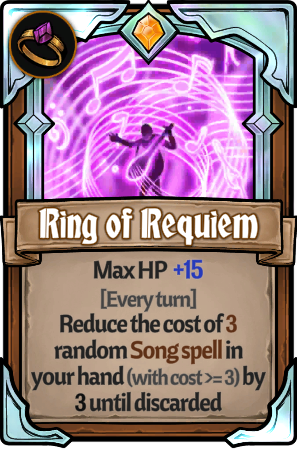 Ring of Requiem
Max HP +15
[Every turn]
Reduce the cost of 3
random Song spell in
your hand (with cost >= 3) by
3 until discarded